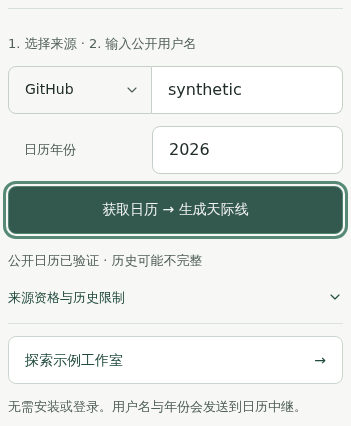 1. 选择来源 · 2. 输入公开用户名
GitHub
synthetic
日历年份
2026
获取日历 → 生成天际线
公开日历已验证 · 历史可能不完整
来源资格与历史限制
探索示例工作室 →
无需安装或登录。用户名与年份会发送到日历中继。